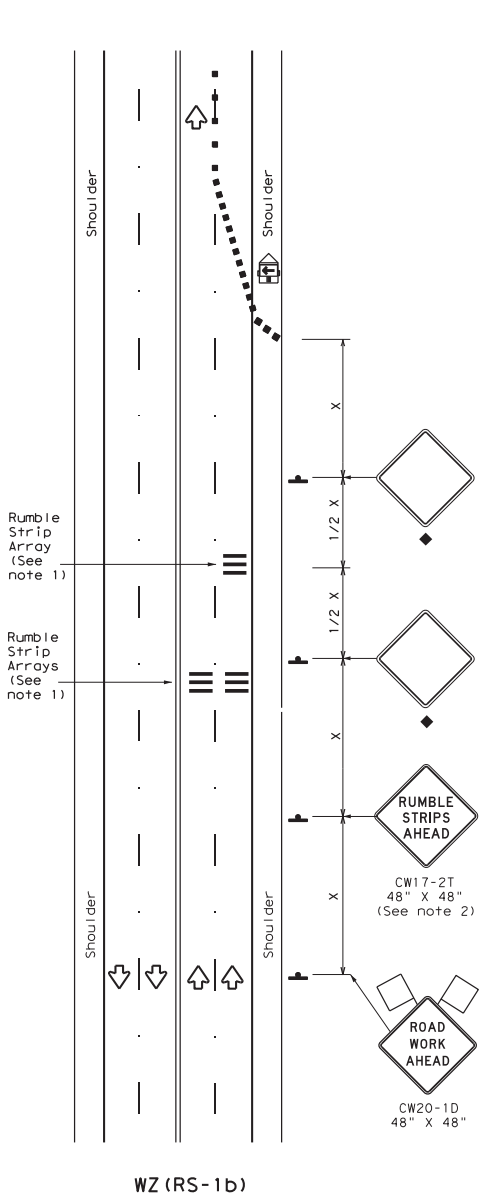 Shoulder
Shoulder
X
1/2 X
Rumble
Strip
Array
(See
note 1)
1/2 X
Rumble
Strip
Arrays
(See
note 1)
X
RUMBLE
STRIPS
AHEAD
CW17-2T
48" X 48"
(See note 2)
X
Shoulder
Shoulder
ROAD
WORK
AHEAD
CW20-1D
48" X 48"
WZ(RS-1b)